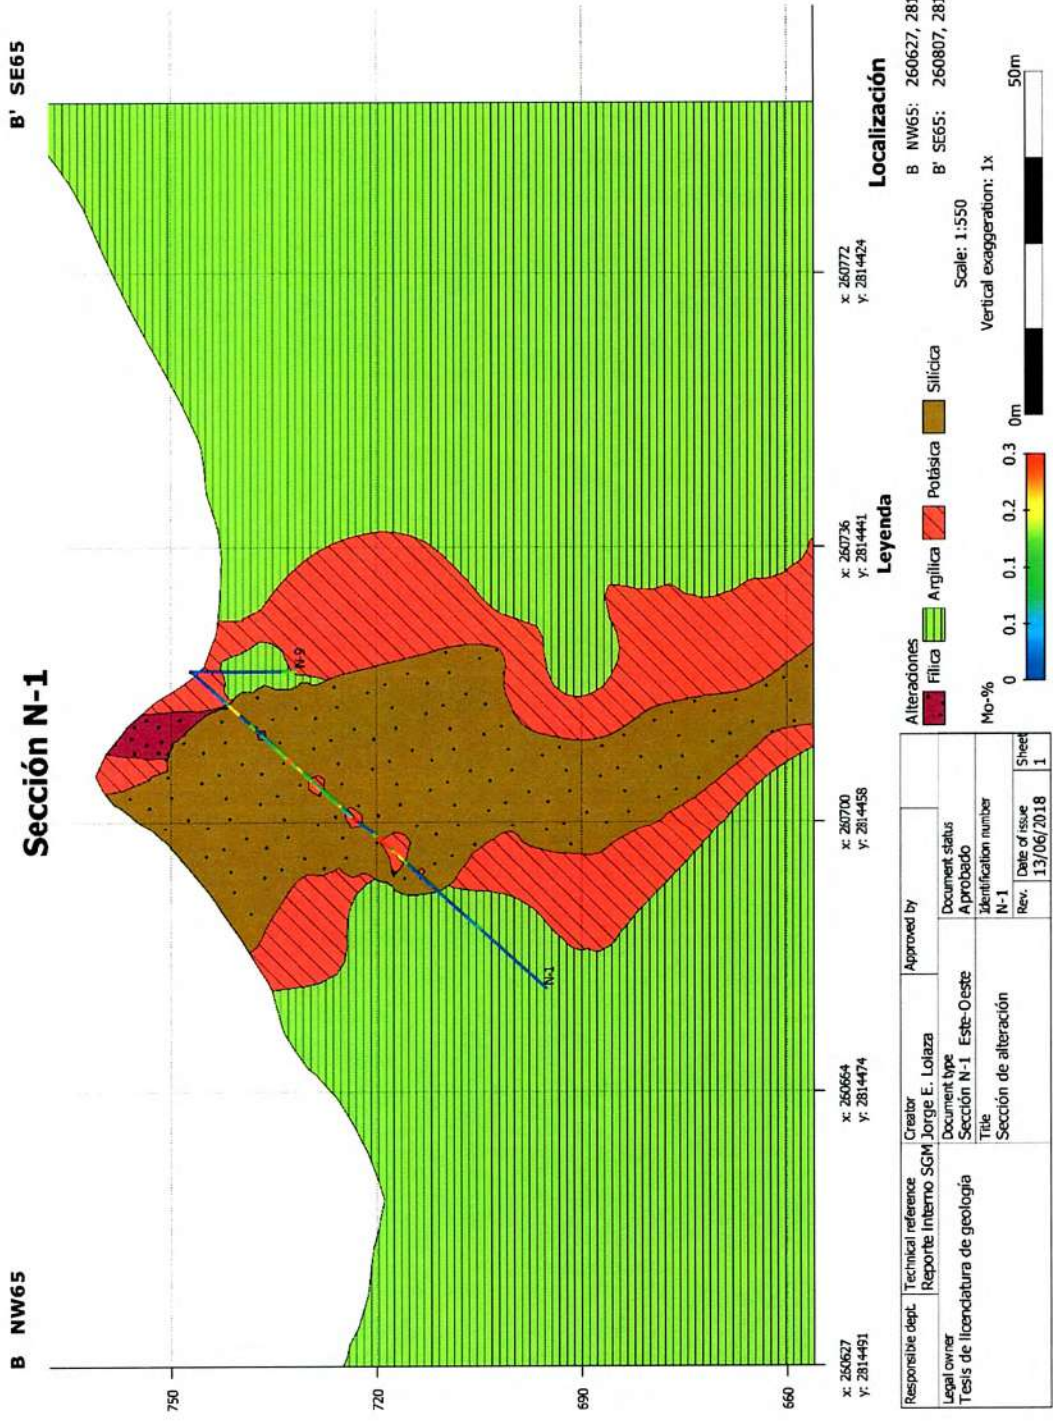 Sección N-1
B NW65
B' SE65
750
720
690
660
N-9
N-1
x: 260627
y: 2814491
x: 260664
y: 2814474
x: 260700
y: 2814458
x: 260736
y: 2814441
x: 260772
y: 2814424
Leyenda
Alteraciones
Fílica
Argílica
Potásica
Silícica
Mo-%
0
0.1
0.1
0.2
0.3
Localización
B NW65: 260627, 281
B' SE65: 260807, 281
Scale: 1:550
Vertical exaggeration: 1x
0m
50m
Responsible dept.
Technical reference
Reporte Interno SGM
Creator
Jorge E. Lolaza
Approved by
Legal owner
Tesis de licenciatura de geología
Document type
Sección N-1 Este-Oeste
Document status
Aprobado
Title
Sección de alteración
Identification number
N-1
Rev.
Date of issue
13/06/2018
Sheet
1